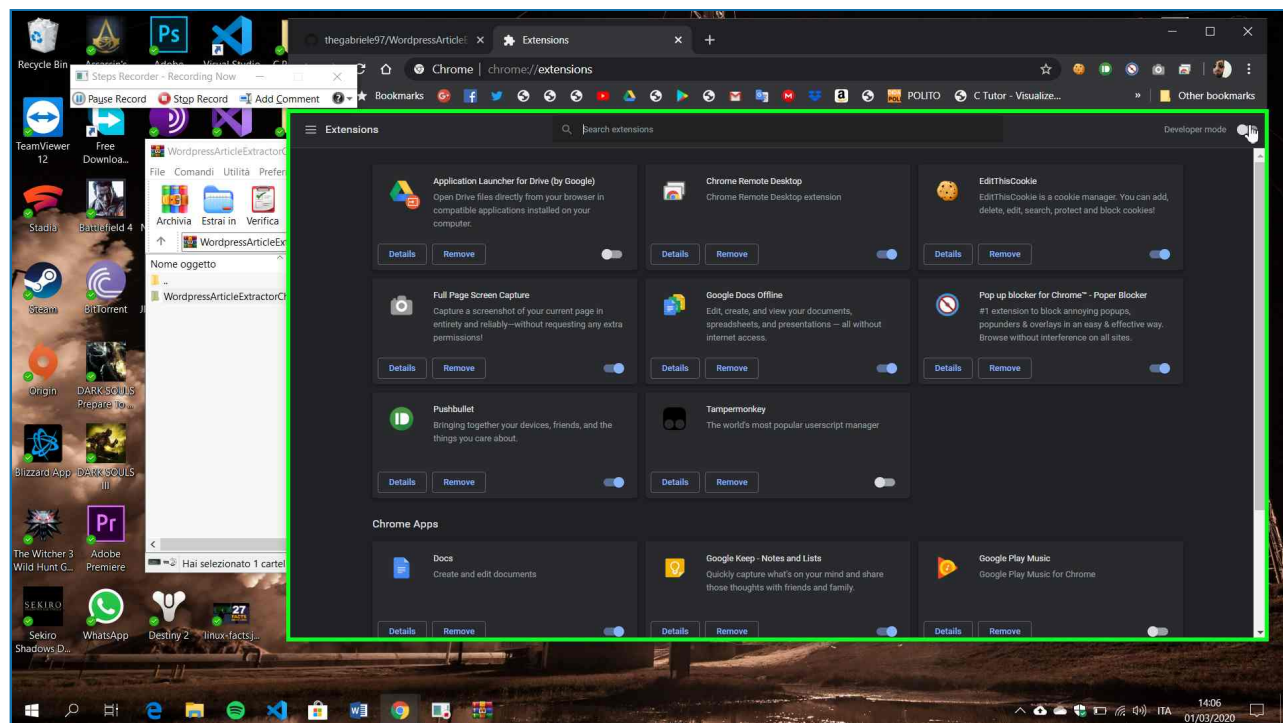 Recycle Bin
Assassin's
Adobe
Visual Studio
thegabriele97/WordpressArticleE
Extensions
Steps Recorder - Recording Now
Pause Record
Stop Record
Add Comment
Chrome | chrome://extensions
Bookmarks
POLITO
C Tutor - Visualize...
»
Other bookmarks
TeamViewer 12
Free Downloa...
WordpressArticleExtractorC
File Comandi Utilità Prefer
Archivia
Estrai in
Verifica
WordpressArticleEx
Nome oggetto
..
WordpressArticleExtractorCh
Hai selezionato 1 cartel
Stadia
Battlefield 4
Steam
BitTorrent
Origin
DARK SOULS
Prepare To ...
Blizzard App
DARK SOULS
III
The Witcher 3
Wild Hunt G...
Adobe
Premiere
SEKIRO
Sekiro
Shadows D...
WhatsApp
Destiny 2
27
linux-facts.j...
Extensions
Search extensions
Developer mode
Application Launcher for Drive (by Google)
Open Drive files directly from your browser in
compatible applications installed on your
computer.
Details
Remove
Chrome Remote Desktop
Chrome Remote Desktop extension
Details
Remove
EditThisCookie
EditThisCookie is a cookie manager. You can add,
delete, edit, search, protect and block cookies!
Details
Remove
Full Page Screen Capture
Capture a screenshot of your current page in
entirety and reliably—without requesting any extra
permissions!
Details
Remove
Google Docs Offline
Edit, create, and view your documents,
spreadsheets, and presentations — all without
internet access.
Details
Remove
Pop up blocker for Chrome™ - Poper Blocker
#1 extension to block annoying popups,
popunders & overlays in an easy & effective way.
Browse without interference on all sites.
Details
Remove
Pushbullet
Bringing together your devices, friends, and the
things you care about.
Details
Remove
Tampermonkey
The world's most popular userscript manager
Details
Remove
Chrome Apps
Docs
Create and edit documents
Details
Remove
Google Keep - Notes and Lists
Quickly capture what's on your mind and share
those thoughts with friends and family.
Details
Remove
Google Play Music
Google Play Music for Chrome
Details
Remove
ITA
14:06
01/03/2020